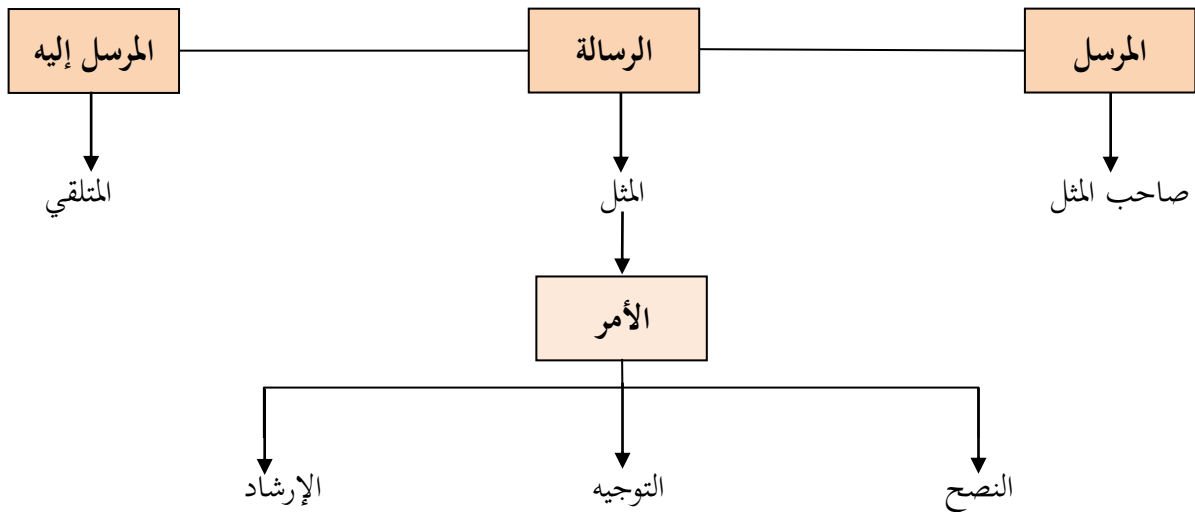 المرسل
الرسالة
المرسل إليه
صاحب المثل
المثل
المتلقي
الأمر
النصح
التوجيه
الإرشاد